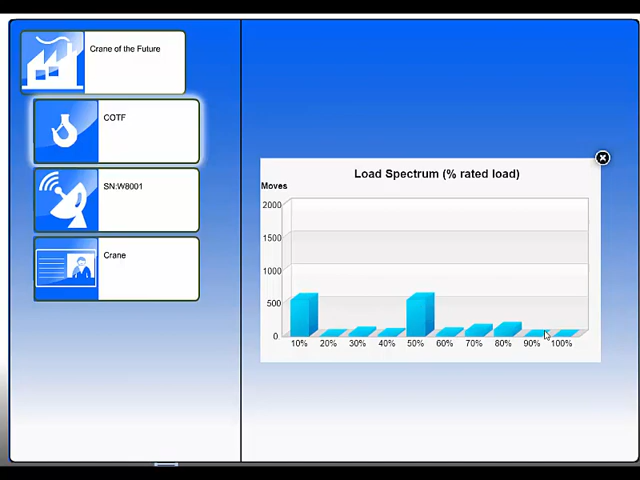 Crane of the Future
COTF
SN:W8001
Crane
Load Spectrum (% rated load)
Moves
2000
1500
1000
500
0
10% 20% 30% 40% 50% 60% 70% 80% 90% 100%